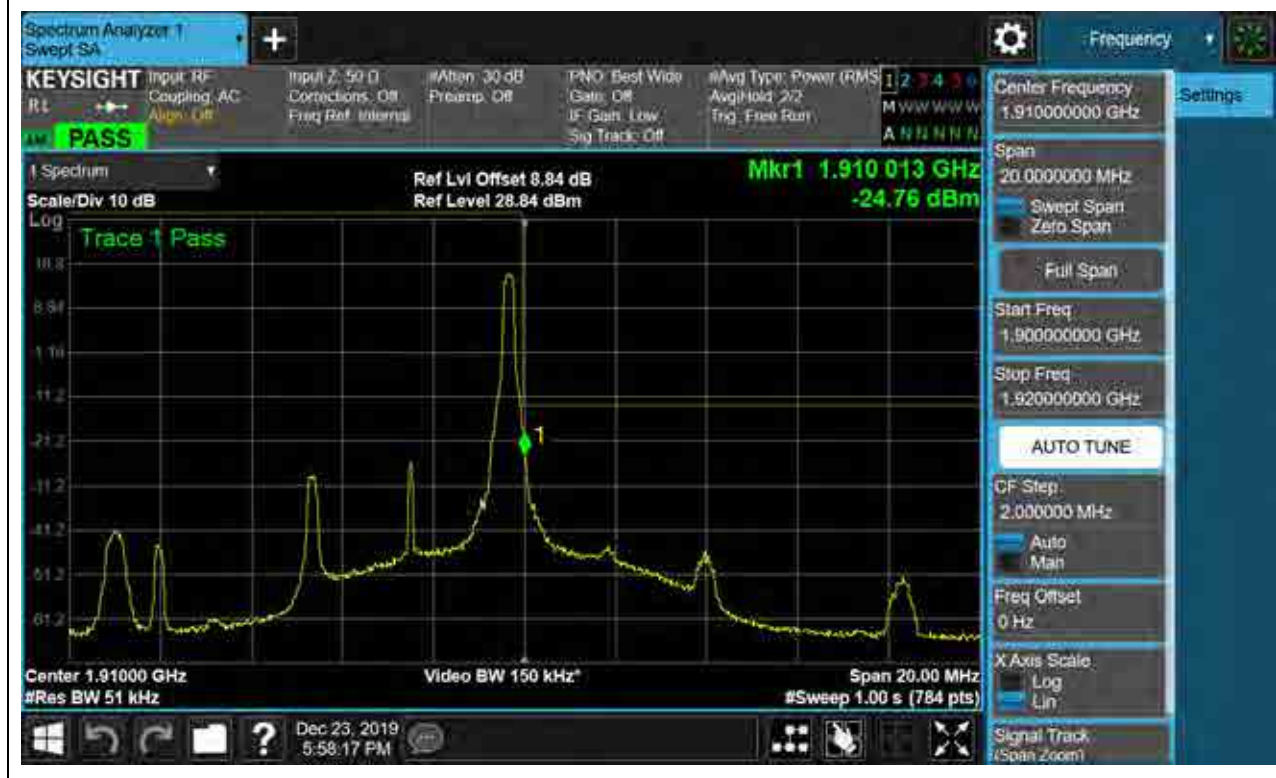 Spectrum Analyzer 1
Swept SA
+
Frequency
KEYSIGHT
RL
Input: RF
Coupling: AC
Align: Off
Input Z: 50 Ω
Corrections: Off
Freq Ref: Internal
#Atten: 30 dB
Preamp: Off
PNO: Best Wide
Gate: Off
IF Gain: Low
Sig Track: Off
#Avg Type: Power (RMS
Avg|Hold: 2/2
Trig: Free Run
1 2 3 4 5 6
M W W W W W
A N N N N N
PASS
1 Spectrum
Scale/Div 10 dB
Ref Lvl Offset 8.84 dB
Ref Level 28.84 dBm
Mkr1 1.910 013 GHz
-24.76 dBm
Log
Trace 1 Pass
18.8
8.84
-1.16
-11.2
-21.2
-31.2
-41.2
-51.2
-61.2
1
Center 1.91000 GHz
#Res BW 51 kHz
Video BW 150 kHz*
Span 20.00 MHz
#Sweep 1.00 s (784 pts)
Center Frequency
1.910000000 GHz
Settings
Span
20.0000000 MHz
Swept Span
Zero Span
Full Span
Start Freq
1.900000000 GHz
Stop Freq
1.920000000 GHz
AUTO TUNE
CF Step
2.000000 MHz
Auto
Man
Freq Offset
0 Hz
X Axis Scale
Log
Lin
Signal Track
(Span Zoom)
?
Dec 23, 2019
5:58:17 PM